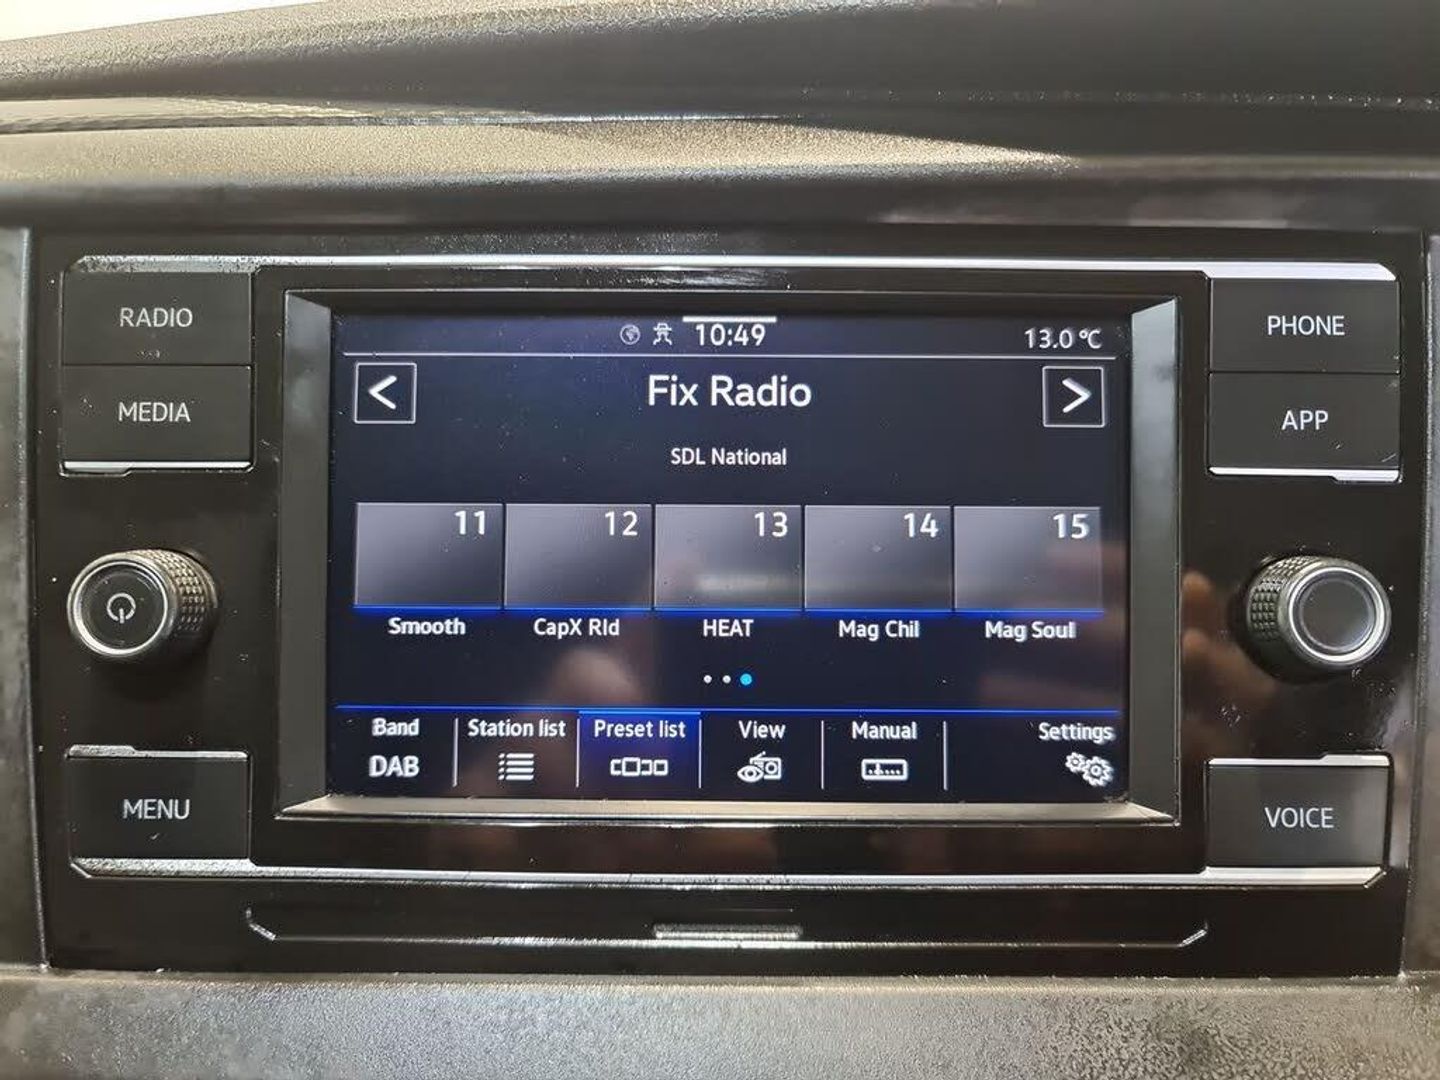 RADIO
MEDIA
MENU
PHONE
APP
VOICE
10:49
13.0 °C
<
Fix Radio
>
SDL National
11 12 13 14 15
Smooth CapX Rld HEAT Mag Chil Mag Soul
Band Station list Preset list View Manual Settings
DAB